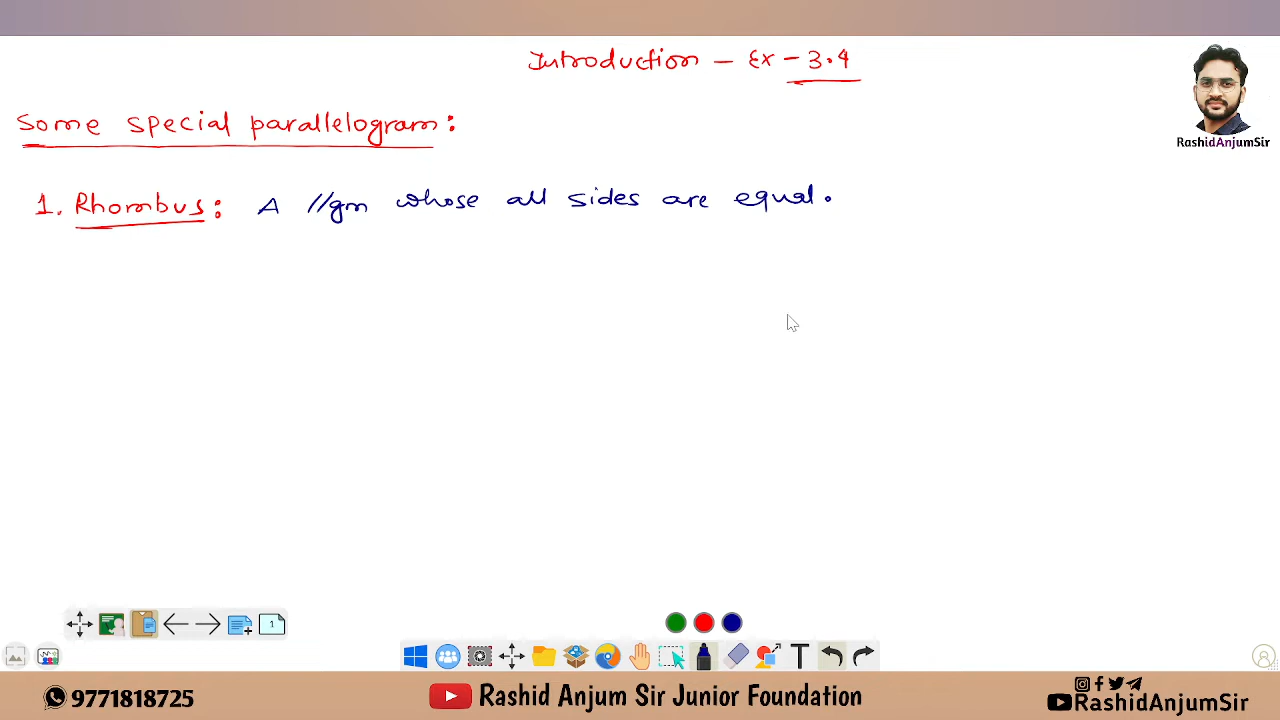 Introduction - Ex - 3.4
RashidAnjumSir
Some special parallelogram:
1. Rhombus: A //gm whose all sides are equal.
1
T
9771818725
Rashid Anjum Sir Junior Foundation
RashidAnjumSir